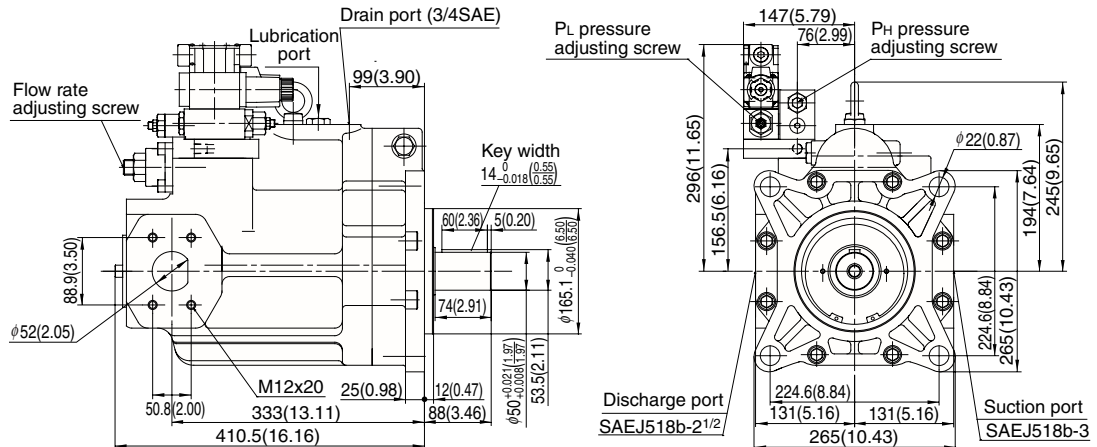 Drain port (3/4SAE)
Lubrication
port
99(3.90)
Flow rate
adjusting screw
Key width
14 0 -0.018 (0.55 0.55)
60(2.36)
5(0.20)
88.9(3.50)
φ52(2.05)
74(2.91)
φ165.1 0 -0.040 (6.50 6.50)
φ50 +0.021 +0.008 (1.97 1.97)
53.5(2.11)
M12x20
50.8(2.00)
25(0.98)
12(0.47)
333(13.11)
88(3.46)
410.5(16.16)
147(5.79)
76(2.99)
PL pressure
adjusting screw
PH pressure
adjusting screw
296(11.65)
156.5(6.16)
φ22(0.87)
194(7.64)
245(9.65)
224.6(8.84)
265(10.43)
224.6(8.84)
131(5.16)
131(5.16)
265(10.43)
Discharge port
SAEJ518b-2 1/2
Suction port
SAEJ518b-3